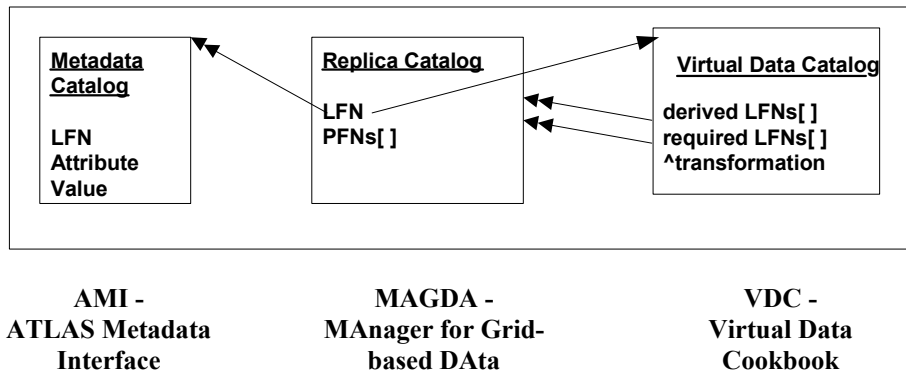 Metadata
Catalog
LFN
Attribute
Value
Replica Catalog
LFN
PFNs[ ]
Virtual Data Catalog
derived LFNs[ ]
required LFNs[ ]
^transformation
AMI -
ATLAS Metadata
Interface
MAGDA -
MAnager for Grid-
based DAta
VDC -
Virtual Data
Cookbook